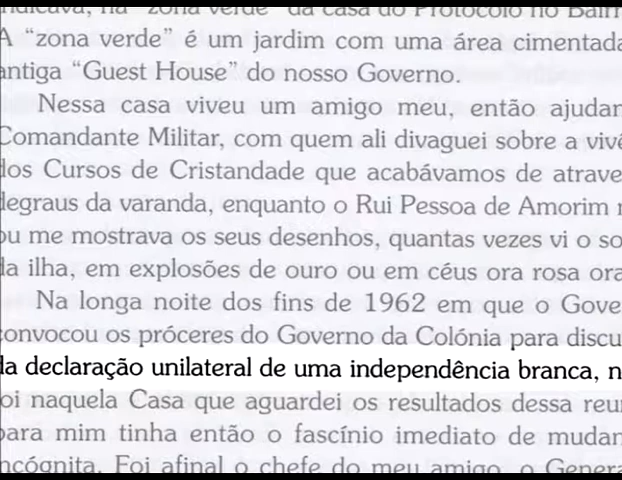 indicava, na "zona verde" da casa do Protocolo no Bairr
A "zona verde" é um jardim com uma área cimentada
antiga "Guest House" do nosso Governo.
Nessa casa viveu um amigo meu, então ajudan
Comandante Militar, com quem ali divaguei sobre a vivê
dos Cursos de Cristandade que acabávamos de atrave
degraus da varanda, enquanto o Rui Pessoa de Amorim
ou me mostrava os seus desenhos, quantas vezes vi o so
da ilha, em explosões de ouro ou em céus ora rosa ora
Na longa noite dos fins de 1962 em que o Gove
convocou os próceres do Governo da Colónia para discu
da declaração unilateral de uma independência branca, n
foi naquela Casa que aguardei os resultados dessa reu
para mim tinha então o fascínio imediato de mudan
incógnita. Foi afinal o chefe do meu amigo, o Genera